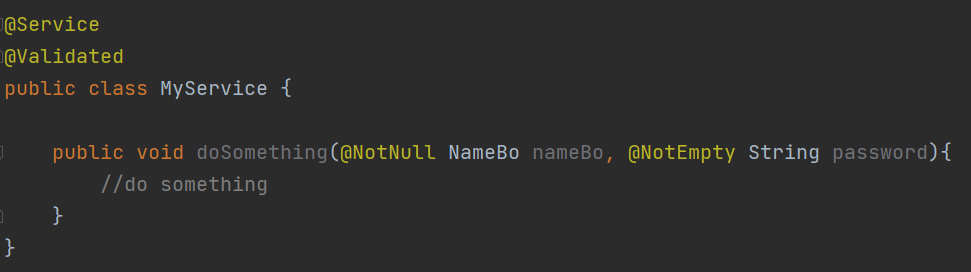 @Service
@Validated
public class MyService {
public void doSomething(@NotNull NameBo nameBo, @NotEmpty String password){
//do something
}
}